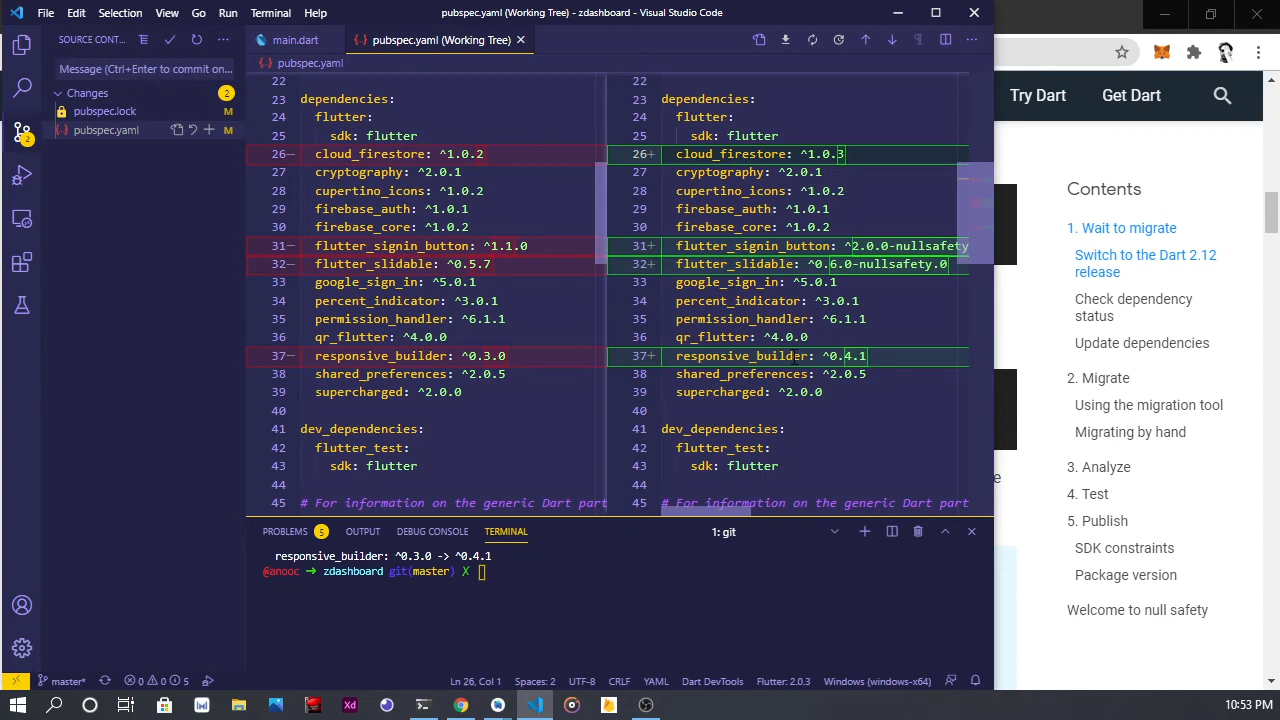 File Edit Selection View Go Run Terminal Help
pubspec.yaml (Working Tree) - zdashboard - Visual Studio Code
SOURCE CONT...
main.dart
pubspec.yaml (Working Tree)
pubspec.yaml
Message (Ctrl+Enter to commit on...
Changes 2
pubspec.lock M
pubspec.yaml M
2
22
23 dependencies:
24 flutter:
25 sdk: flutter
26− cloud_firestore: ^1.0.2
27 cryptography: ^2.0.1
28 cupertino_icons: ^1.0.2
29 firebase_auth: ^1.0.1
30 firebase_core: ^1.0.2
31− flutter_signin_button: ^1.1.0
32− flutter_slidable: ^0.5.7
33 google_sign_in: ^5.0.1
34 percent_indicator: ^3.0.1
35 permission_handler: ^6.1.1
36 qr_flutter: ^4.0.0
37− responsive_builder: ^0.3.0
38 shared_preferences: ^2.0.5
39 supercharged: ^2.0.0
40
41 dev_dependencies:
42 flutter_test:
43 sdk: flutter
44
45 # For information on the generic Dart part
22
23 dependencies:
24 flutter:
25 sdk: flutter
26+ cloud_firestore: ^1.0.3
27 cryptography: ^2.0.1
28 cupertino_icons: ^1.0.2
29 firebase_auth: ^1.0.1
30 firebase_core: ^1.0.2
31+ flutter_signin_button: ^2.0.0-nullsafety
32+ flutter_slidable: ^0.6.0-nullsafety.0
33 google_sign_in: ^5.0.1
34 percent_indicator: ^3.0.1
35 permission_handler: ^6.1.1
36 qr_flutter: ^4.0.0
37+ responsive_builder: ^0.4.1
38 shared_preferences: ^2.0.5
39 supercharged: ^2.0.0
40
41 dev_dependencies:
42 flutter_test:
43 sdk: flutter
44
45 # For information on the generic Dart part
PROBLEMS 5 OUTPUT DEBUG CONSOLE TERMINAL
1: git
responsive_builder: ^0.3.0 -> ^0.4.1
@anooc → zdashboard git(master) X
master*
0 0 5
Ln 26, Col 1 Spaces: 2 UTF-8 CRLF YAML Dart DevTools Flutter: 2.0.3 Windows (windows-x64)
Try Dart Get Dart
Contents
1. Wait to migrate
Switch to the Dart 2.12
release
Check dependency
status
Update dependencies
2. Migrate
Using the migration tool
Migrating by hand
3. Analyze
4. Test
5. Publish
SDK constraints
Package version
Welcome to null safety
e
Xd
10:53 PM